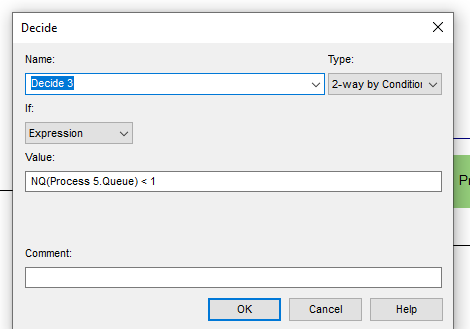 Decide
Name:
Type:
Decide 3
2-way by Condition
If:
Expression
Value:
NQ(Process 5.Queue) < 1
Comment:
OK
Cancel
Help